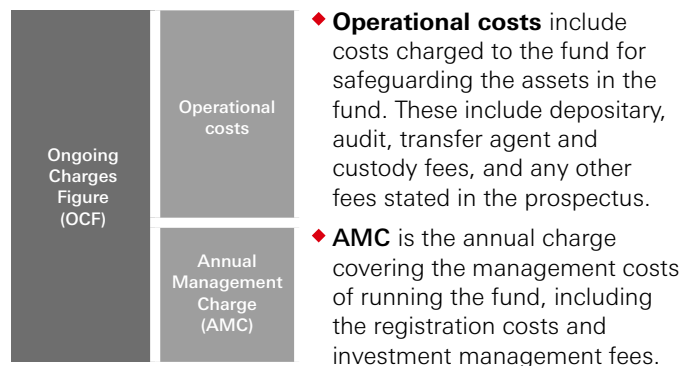 Ongoing
Charges
Figure
(OCF)
Operational
costs
Annual
Management
Charge
(AMC)
Operational costs include
costs charged to the fund for
safeguarding the assets in the
fund. These include depositary,
audit, transfer agent and
custody fees, and any other
fees stated in the prospectus.
AMC is the annual charge
covering the management costs
of running the fund, including
the registration costs and
investment management fees.